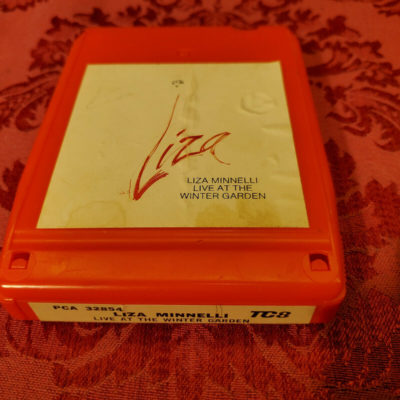 Liza
LIZA MINNELLI
LIVE AT THE
WINTER GARDEN
PCA 32854
LIZA MINNELLI
TC8
LIVE AT THE WINTER GARDEN